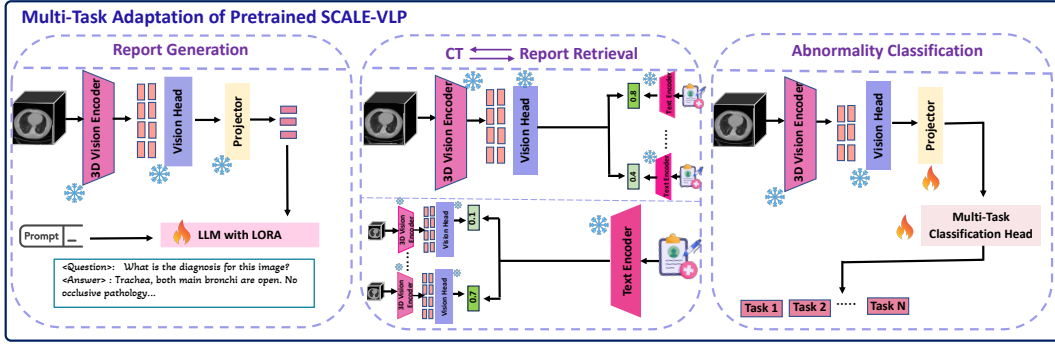 Multi-Task Adaptation of Pretrained SCALE-VLP
Report Generation
3D Vision Encoder
Vision Head
Projector
Prompt
LLM with LORA
<Question>: What is the diagnosis for this image?
<Answer> : Trachea, both main bronchi are open. No
occlusive pathology...
CT Report Retrieval
3D Vision Encoder
Vision Head
0.8
Text Encoder
0.4
Text Encoder
3D Vision
Encoder
Vision Head
0.1
3D Vision
Encoder
Vision Head
0.7
Text Encoder
Abnormality Classification
3D Vision Encoder
Vision Head
Projector
Multi-Task
Classification Head
Task 1 Task 2 ...... Task N